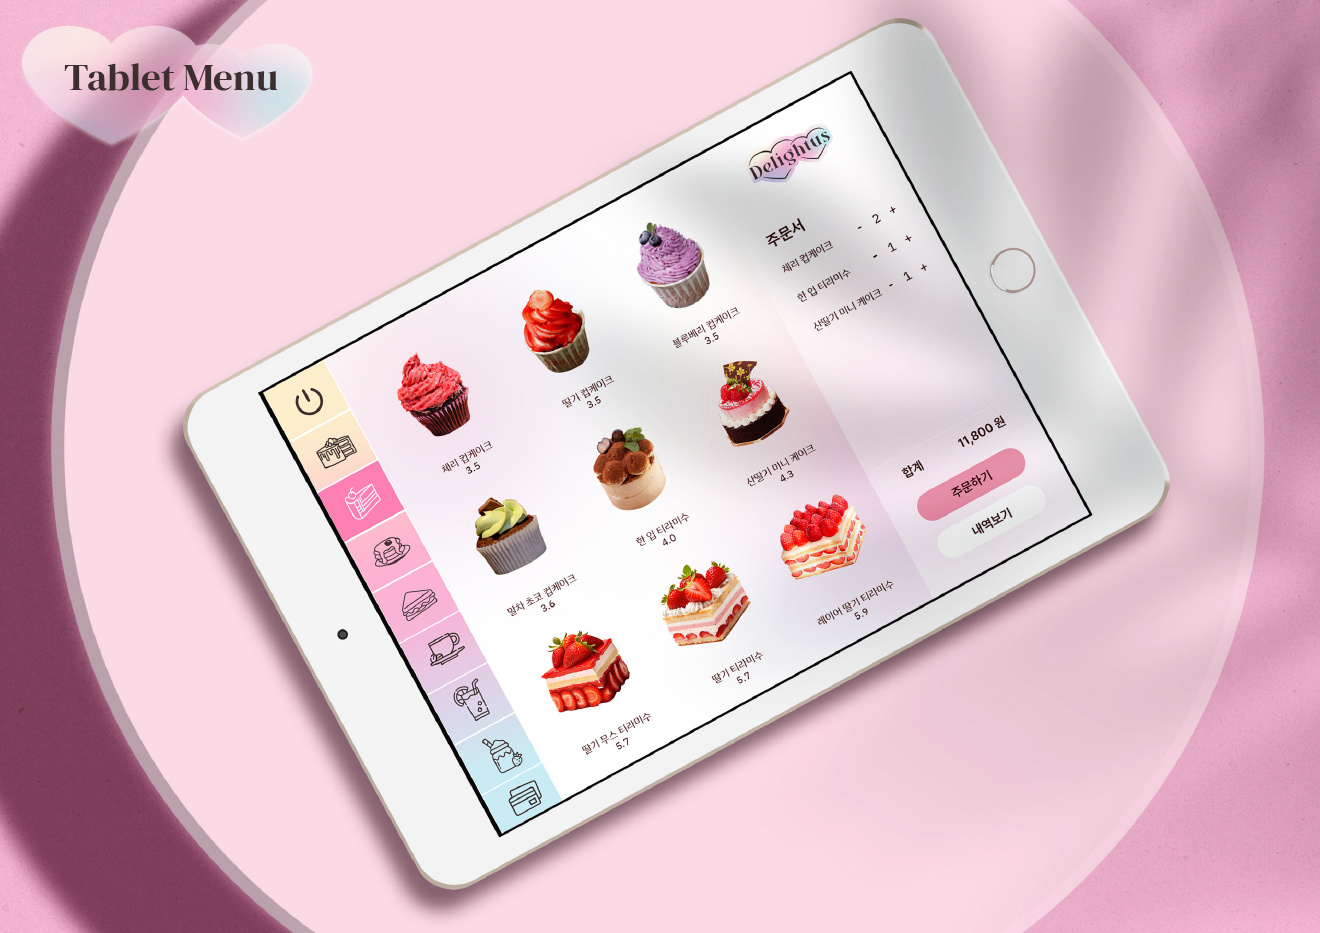 Tablet Menu
Delightus
주문서
체리 컵케이크 - 2 +
한 입 티라미수 - 1 +
산딸기 미니 케이크 - 1 +
체리 컵케이크
3.5
딸기 컵케이크
3.5
블루베리 컵케이크
3.5
말차 초코 컵케이크
3.6
한 입 티라미수
4.0
산딸기 미니 케이크
4.3
딸기 무스 티라미수
5.7
딸기 티라미수
5.7
레이어 딸기 티라미수
5.9
합계 11,800 원
주문하기
내역보기